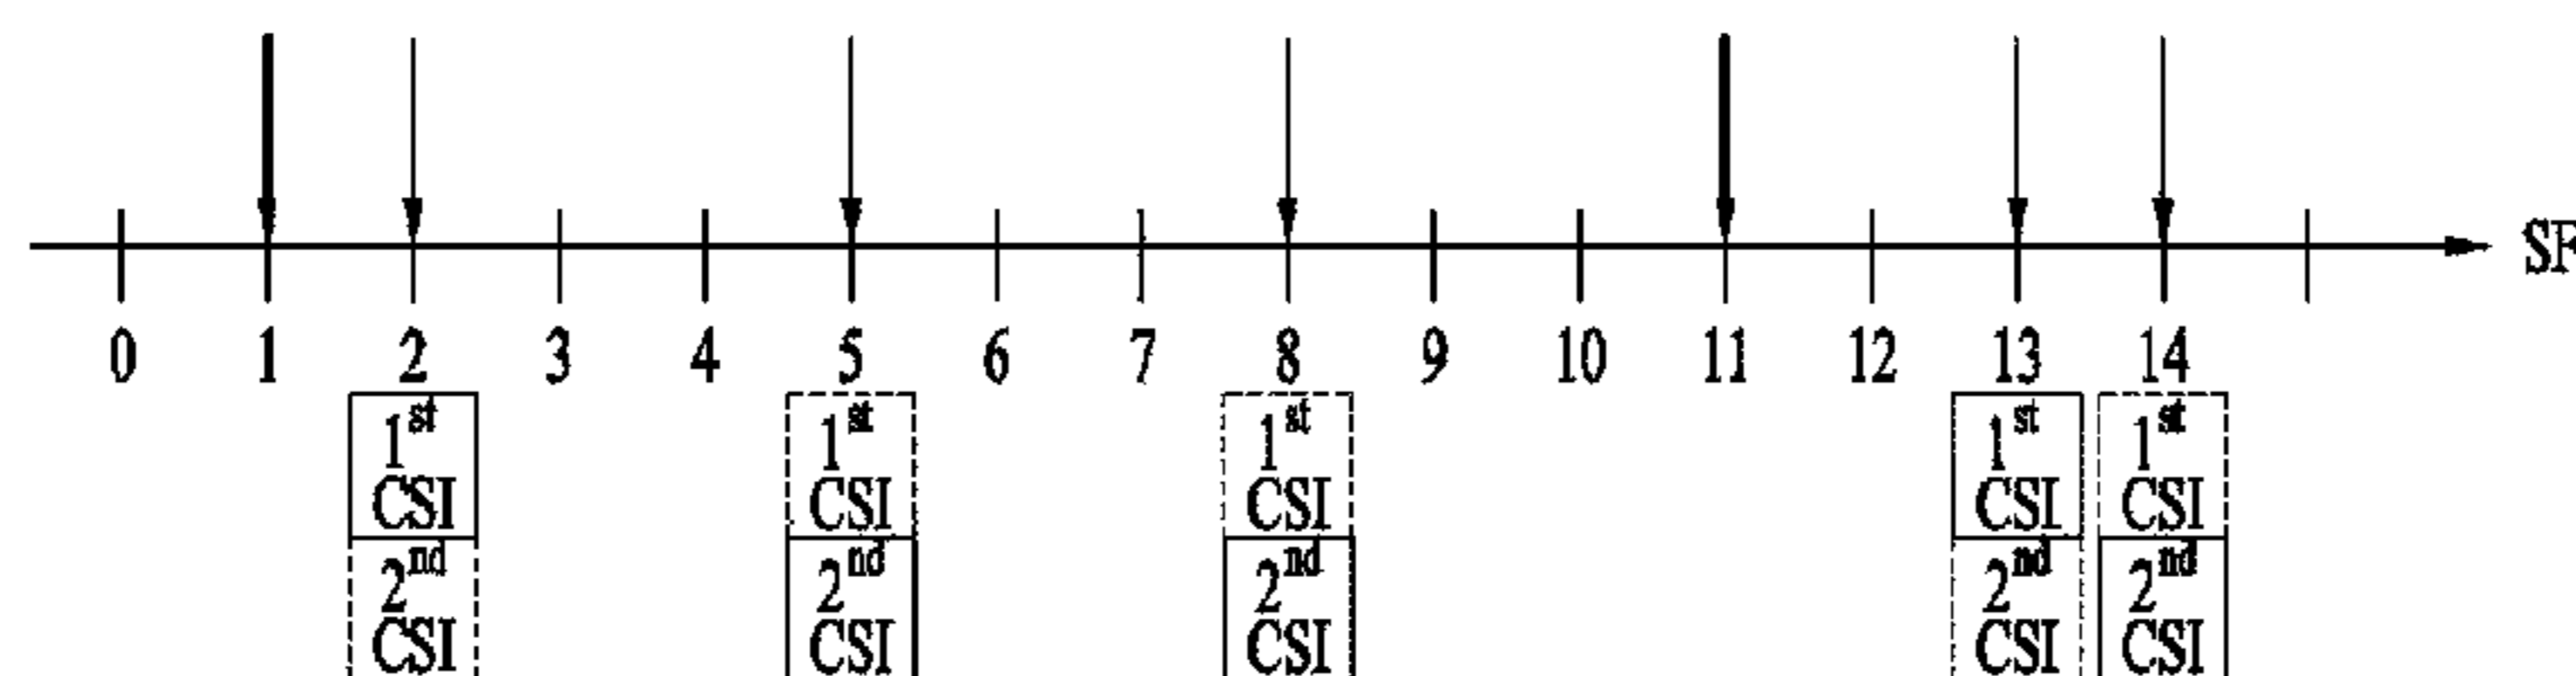 SF
0 1 2 3 4 5 6 7 8 9 10 11 12 13 14
1st CSI 1st CSI 1st CSI 1st CSI 1st CSI
2nd CSI 2nd CSI 2nd CSI 2nd CSI 2nd CSI